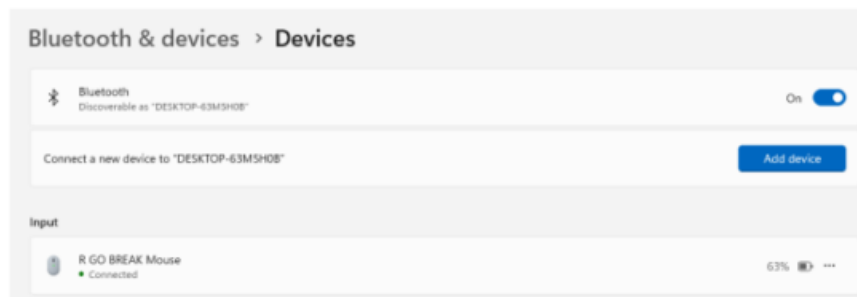 Bluetooth & devices > Devices
Bluetooth
Discoverable as "DESKTOP-63M5H0B"
On
Connect a new device to "DESKTOP-63M5H0B"
Add device
Input
R GO BREAK Mouse
Connected
63%